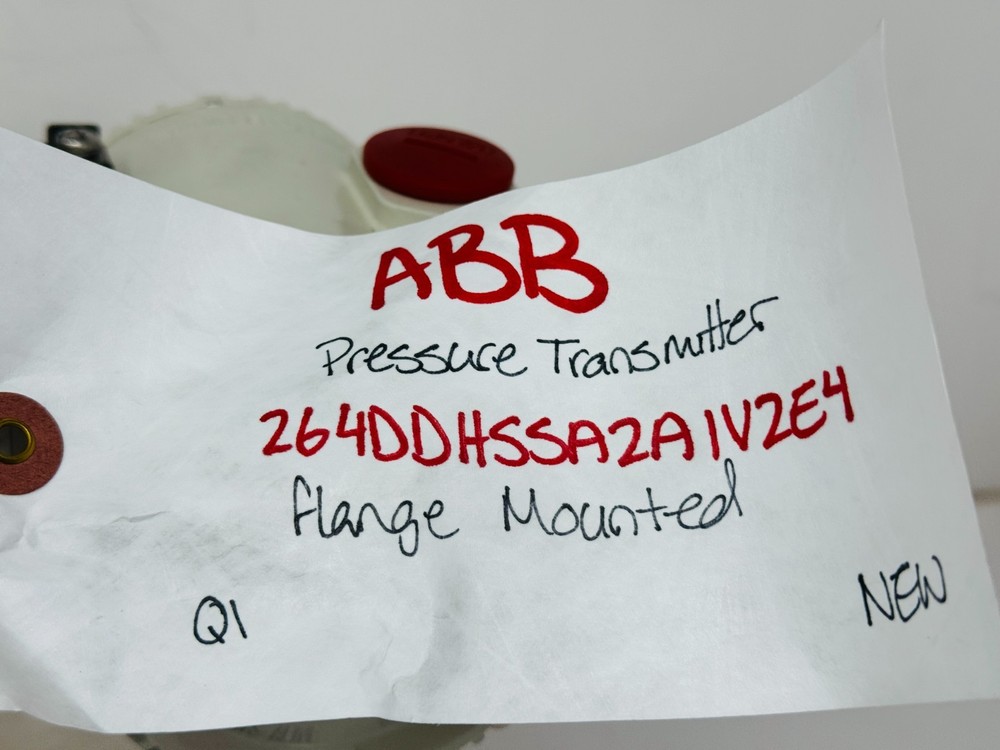 ABB
Pressure Transmitter
264DDHSSA2A1V2E4
flange Mounted
Q1
NEW